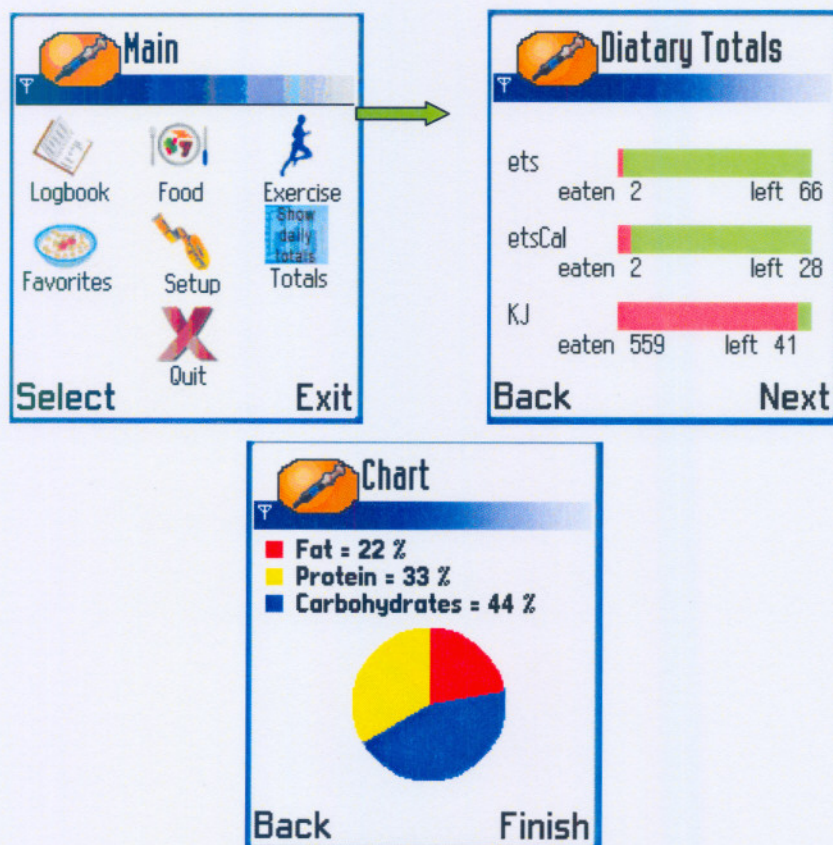 Main
Logbook Food Exercise
Show
daily
totals
Favorites Setup Totals
Quit
Select Exit
Diatary Totals
ets
eaten 2 left 66
etsCal
eaten 2 left 28
KJ
eaten 559 left 41
Back Next
Chart
Fat = 22 %
Protein = 33 %
Carbohydrates = 44 %
Back Finish